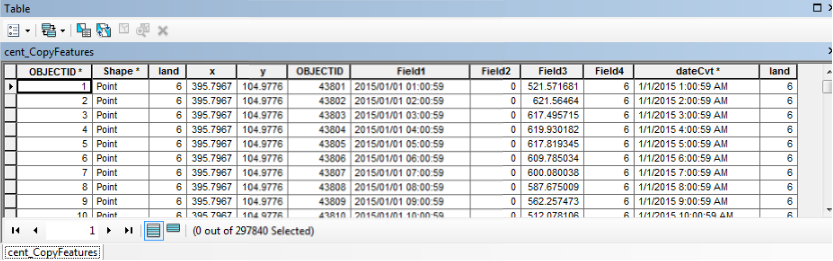 Table
cent_CopyFeatures
OBJECTID * Shape * land x y OBJECTID Field1 Field2 Field3 Field4 dateCvt * land
1 Point 6 395.7967 104.9776 43801 2015/01/01 01:00:59 0 521.571681 6 1/1/2015 1:00:59 AM 6
2 Point 6 395.7967 104.9776 43802 2015/01/01 02:00:59 0 621.56464 6 1/1/2015 2:00:59 AM 6
3 Point 6 395.7967 104.9776 43803 2015/01/01 03:00:59 0 617.495715 6 1/1/2015 3:00:59 AM 6
4 Point 6 395.7967 104.9776 43804 2015/01/01 04:00:59 0 619.930182 6 1/1/2015 4:00:59 AM 6
5 Point 6 395.7967 104.9776 43805 2015/01/01 05:00:59 0 617.819345 6 1/1/2015 5:00:59 AM 6
6 Point 6 395.7967 104.9776 43806 2015/01/01 06:00:59 0 609.785034 6 1/1/2015 6:00:59 AM 6
7 Point 6 395.7967 104.9776 43807 2015/01/01 07:00:59 0 600.080038 6 1/1/2015 7:00:59 AM 6
8 Point 6 395.7967 104.9776 43808 2015/01/01 08:00:59 0 587.675009 6 1/1/2015 8:00:59 AM 6
9 Point 6 395.7967 104.9776 43809 2015/01/01 09:00:59 0 562.257473 6 1/1/2015 9:00:59 AM 6
10 Point 6 395.7967 104.9776 43810 2015/01/01 10:00:59 0 512.078106 6 1/1/2015 10:00:59 AM 6
1 (0 out of 297840 Selected)
cent_CopyFeatures